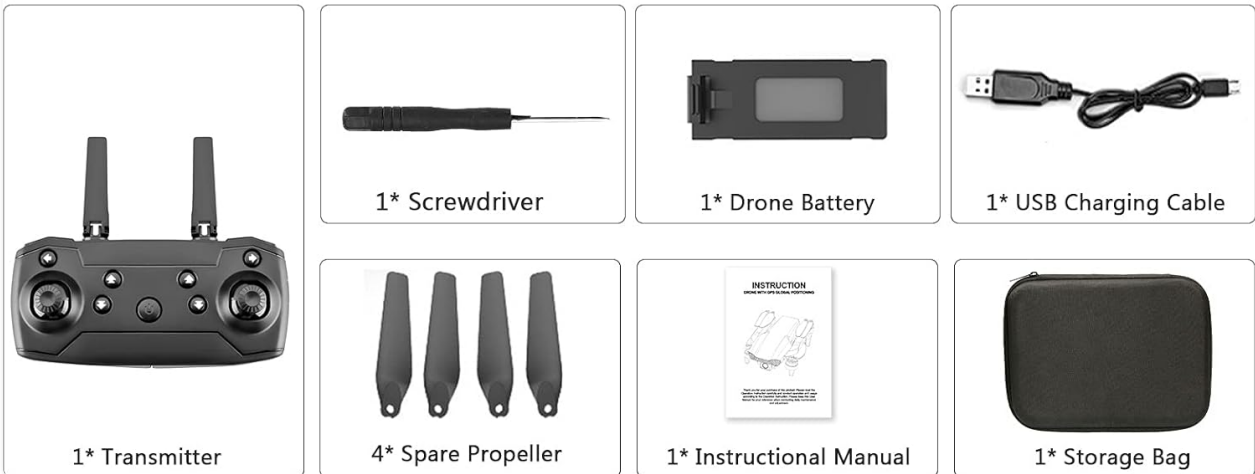 1* Transmitter
1* Screwdriver
1* Drone Battery
1* USB Charging Cable
4* Spare Propeller
INSTRUCTION
DRONE WITH GPS GLOBAL POSITIONING
1* Instructional Manual
1* Storage Bag